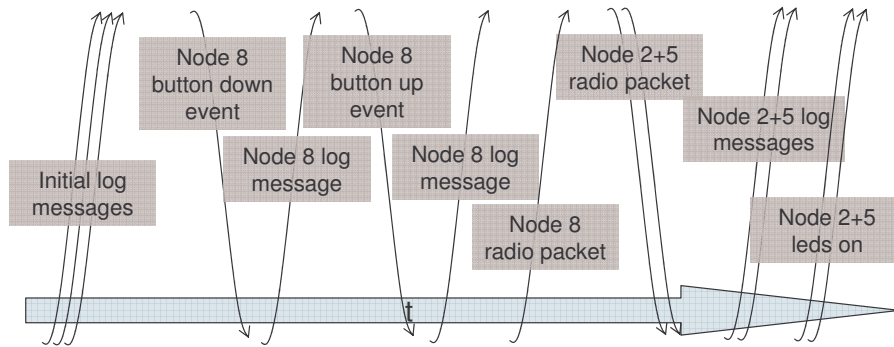 Initial log
messages
Node 8
button down
event
Node 8 log
message
Node 8
button up
event
Node 8 log
message
Node 8
radio packet
Node 2+5
radio packet
Node 2+5 log
messages
Node 2+5
leds on
t